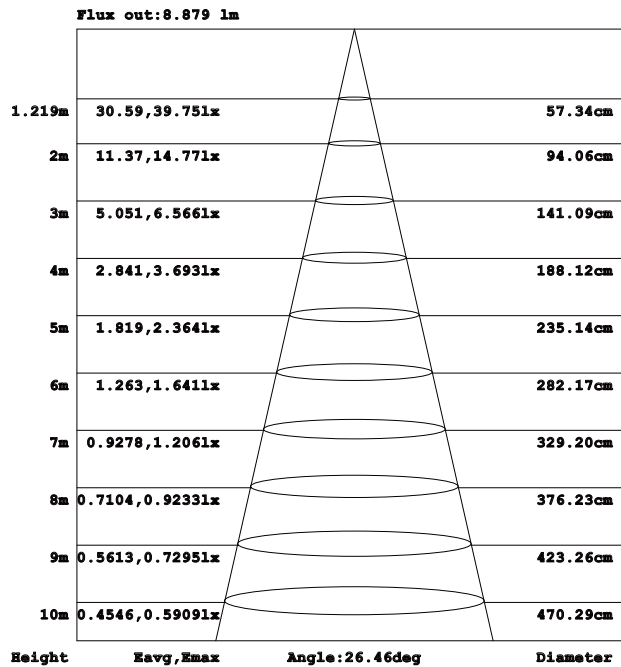 Flux out:8.879 lm
1.219m 30.59,39.75lx 57.34cm
2m 11.37,14.77lx 94.06cm
3m 5.051,6.566lx 141.09cm
4m 2.841,3.693lx 188.12cm
5m 1.819,2.364lx 235.14cm
6m 1.263,1.641lx 282.17cm
7m 0.9278,1.206lx 329.20cm
8m 0.7104,0.9233lx 376.23cm
9m 0.5613,0.7295lx 423.26cm
10m 0.4546,0.5909lx 470.29cm
Height Eavg,Emax Angle:26.46deg Diameter